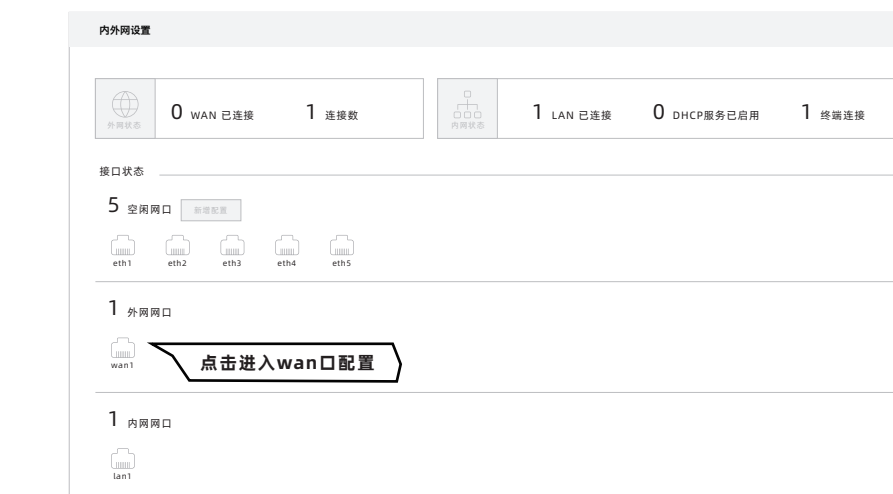 内外网设置
外网状态
0 WAN 已连接 1 连接数
内网状态
1 LAN 已连接 0 DHCP服务已启用 1 终端连接
接口状态
5 空闲网口 新增配置
eth1 eth2 eth3 eth4 eth5
1 外网网口
wan1
点击进入wan口配置
1 内网网口
lan1